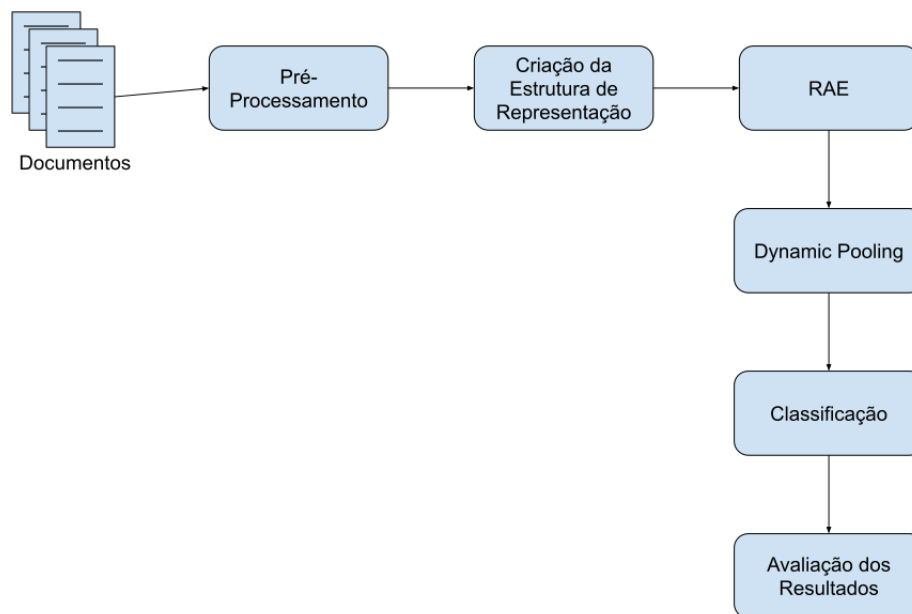 Documentos
Pré-
Processamento
Criação da
Estrutura de
Representação
RAE
Dynamic Pooling
Classificação
Avaliação dos
Resultados